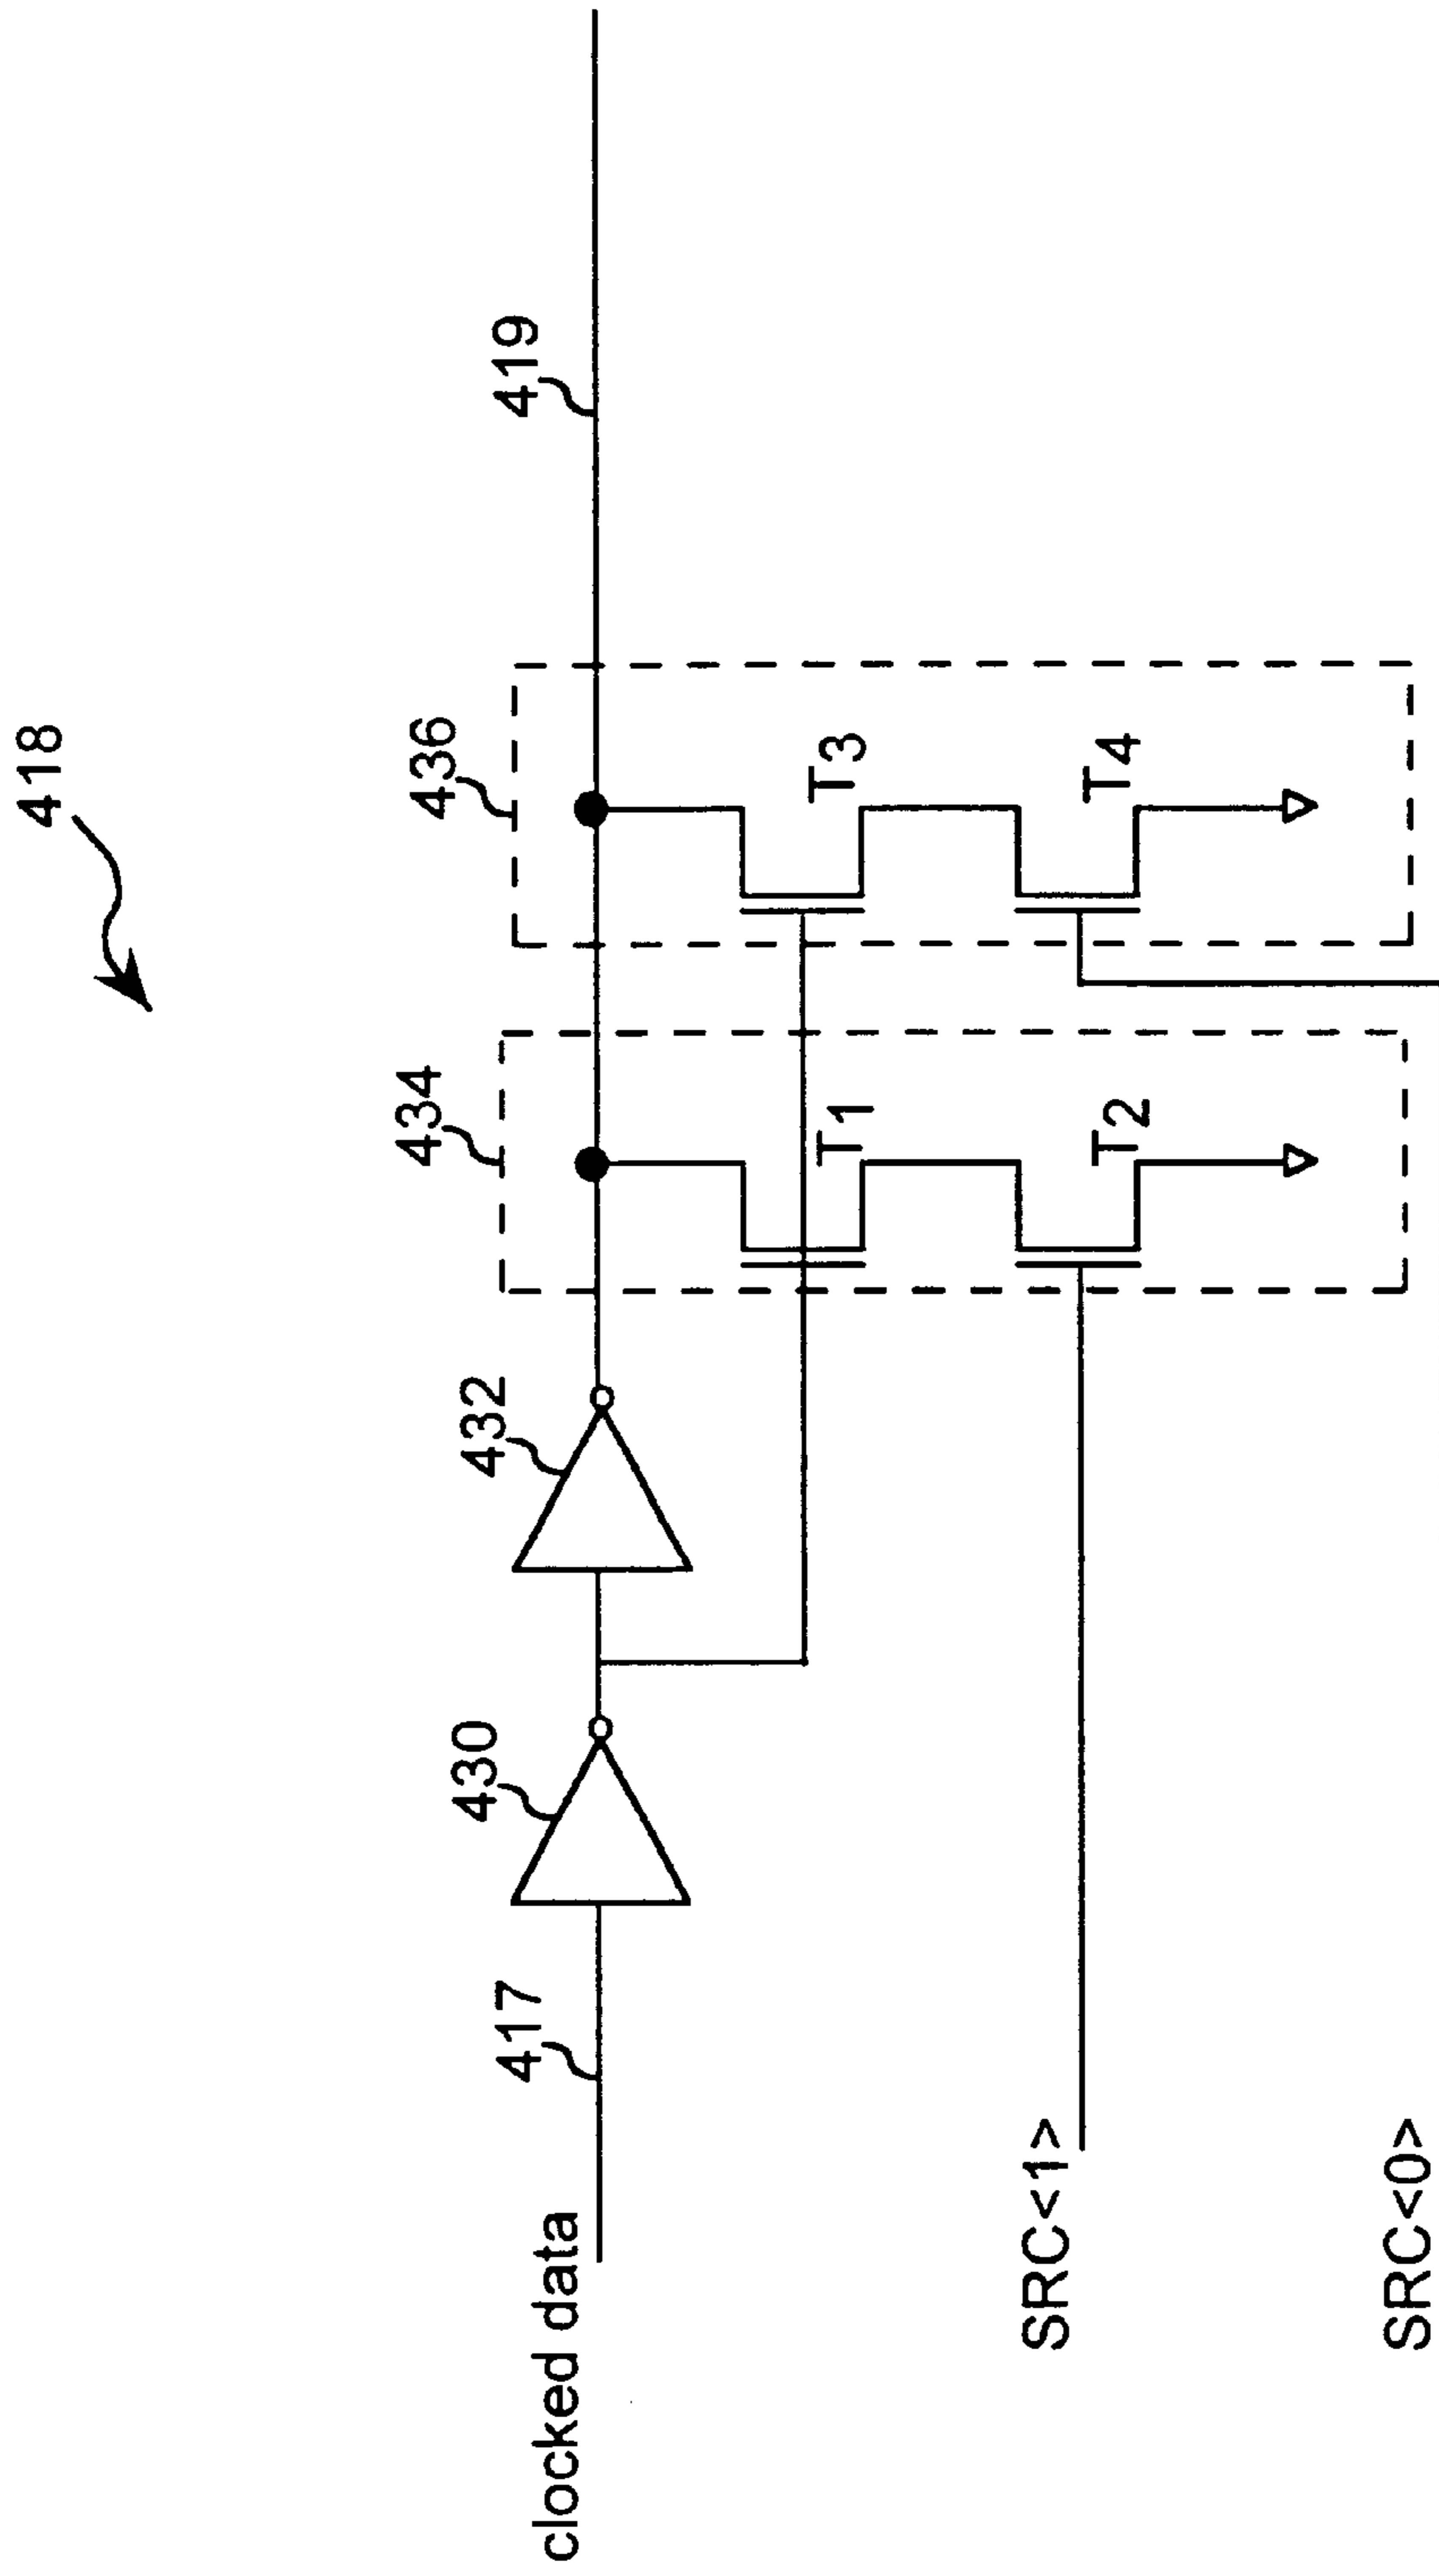 418
419
436
434
432
430
417
T3
T4
T1
T2
clocked data
SRC<1>
SRC<0>